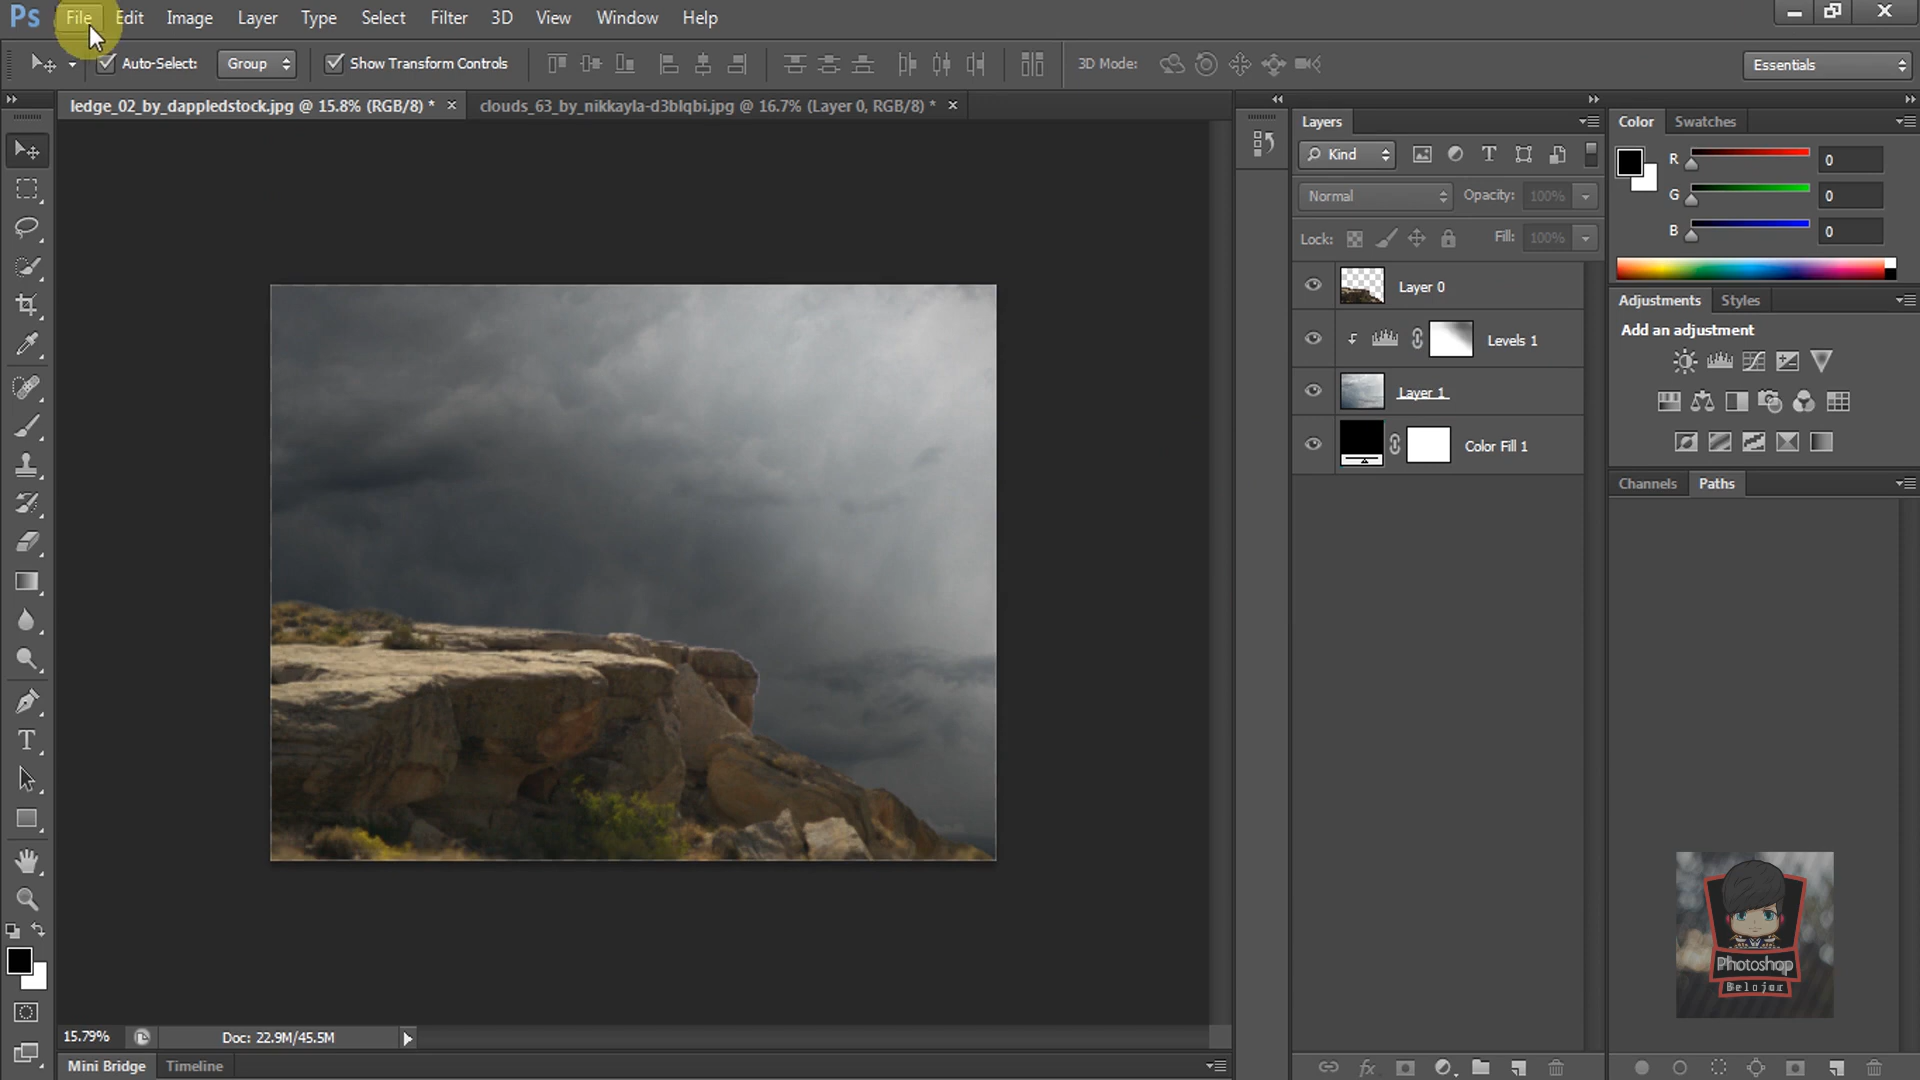 Ps File Edit Image Layer Type Select Filter 3D View Window Help
Auto-Select: Group Show Transform Controls 3D Mode: Essentials
ledge_02_by_dappledstock.jpg @ 15.8% (RGB/8) * × clouds_63_by_nikkayla-d3blqbi.jpg @ 16.7% (Layer 0, RGB/8) * ×
Layers
Kind
Normal Opacity: 100%
Lock: Fill: 100%
Layer 0
Levels 1
Layer 1
Color Fill 1
Color Swatches
R 0
G 0
B 0
Adjustments Styles
Add an adjustment
Channels Paths
Photoshop
Belajar
15.79% Doc: 22.9M/45.5M
Mini Bridge Timeline